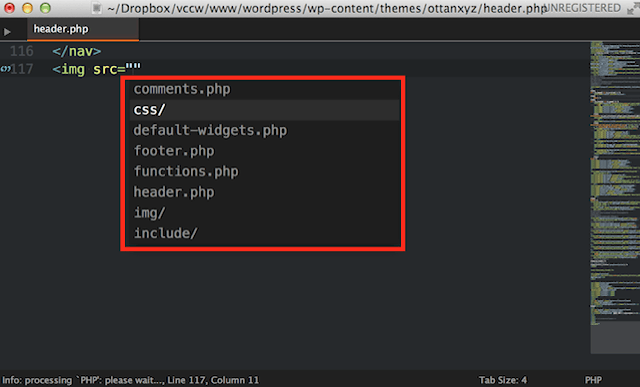 ~/Dropbox/vccw/www/wordpress/wp-content/themes/ottanxyz/header.php
UNREGISTERED
header.php
116 </nav>
117 <img src=""
comments.php
css/
default-widgets.php
footer.php
functions.php
header.php
img/
include/
Info: processing `PHP': please wait..., Line 117, Column 11
Tab Size: 4
PHP